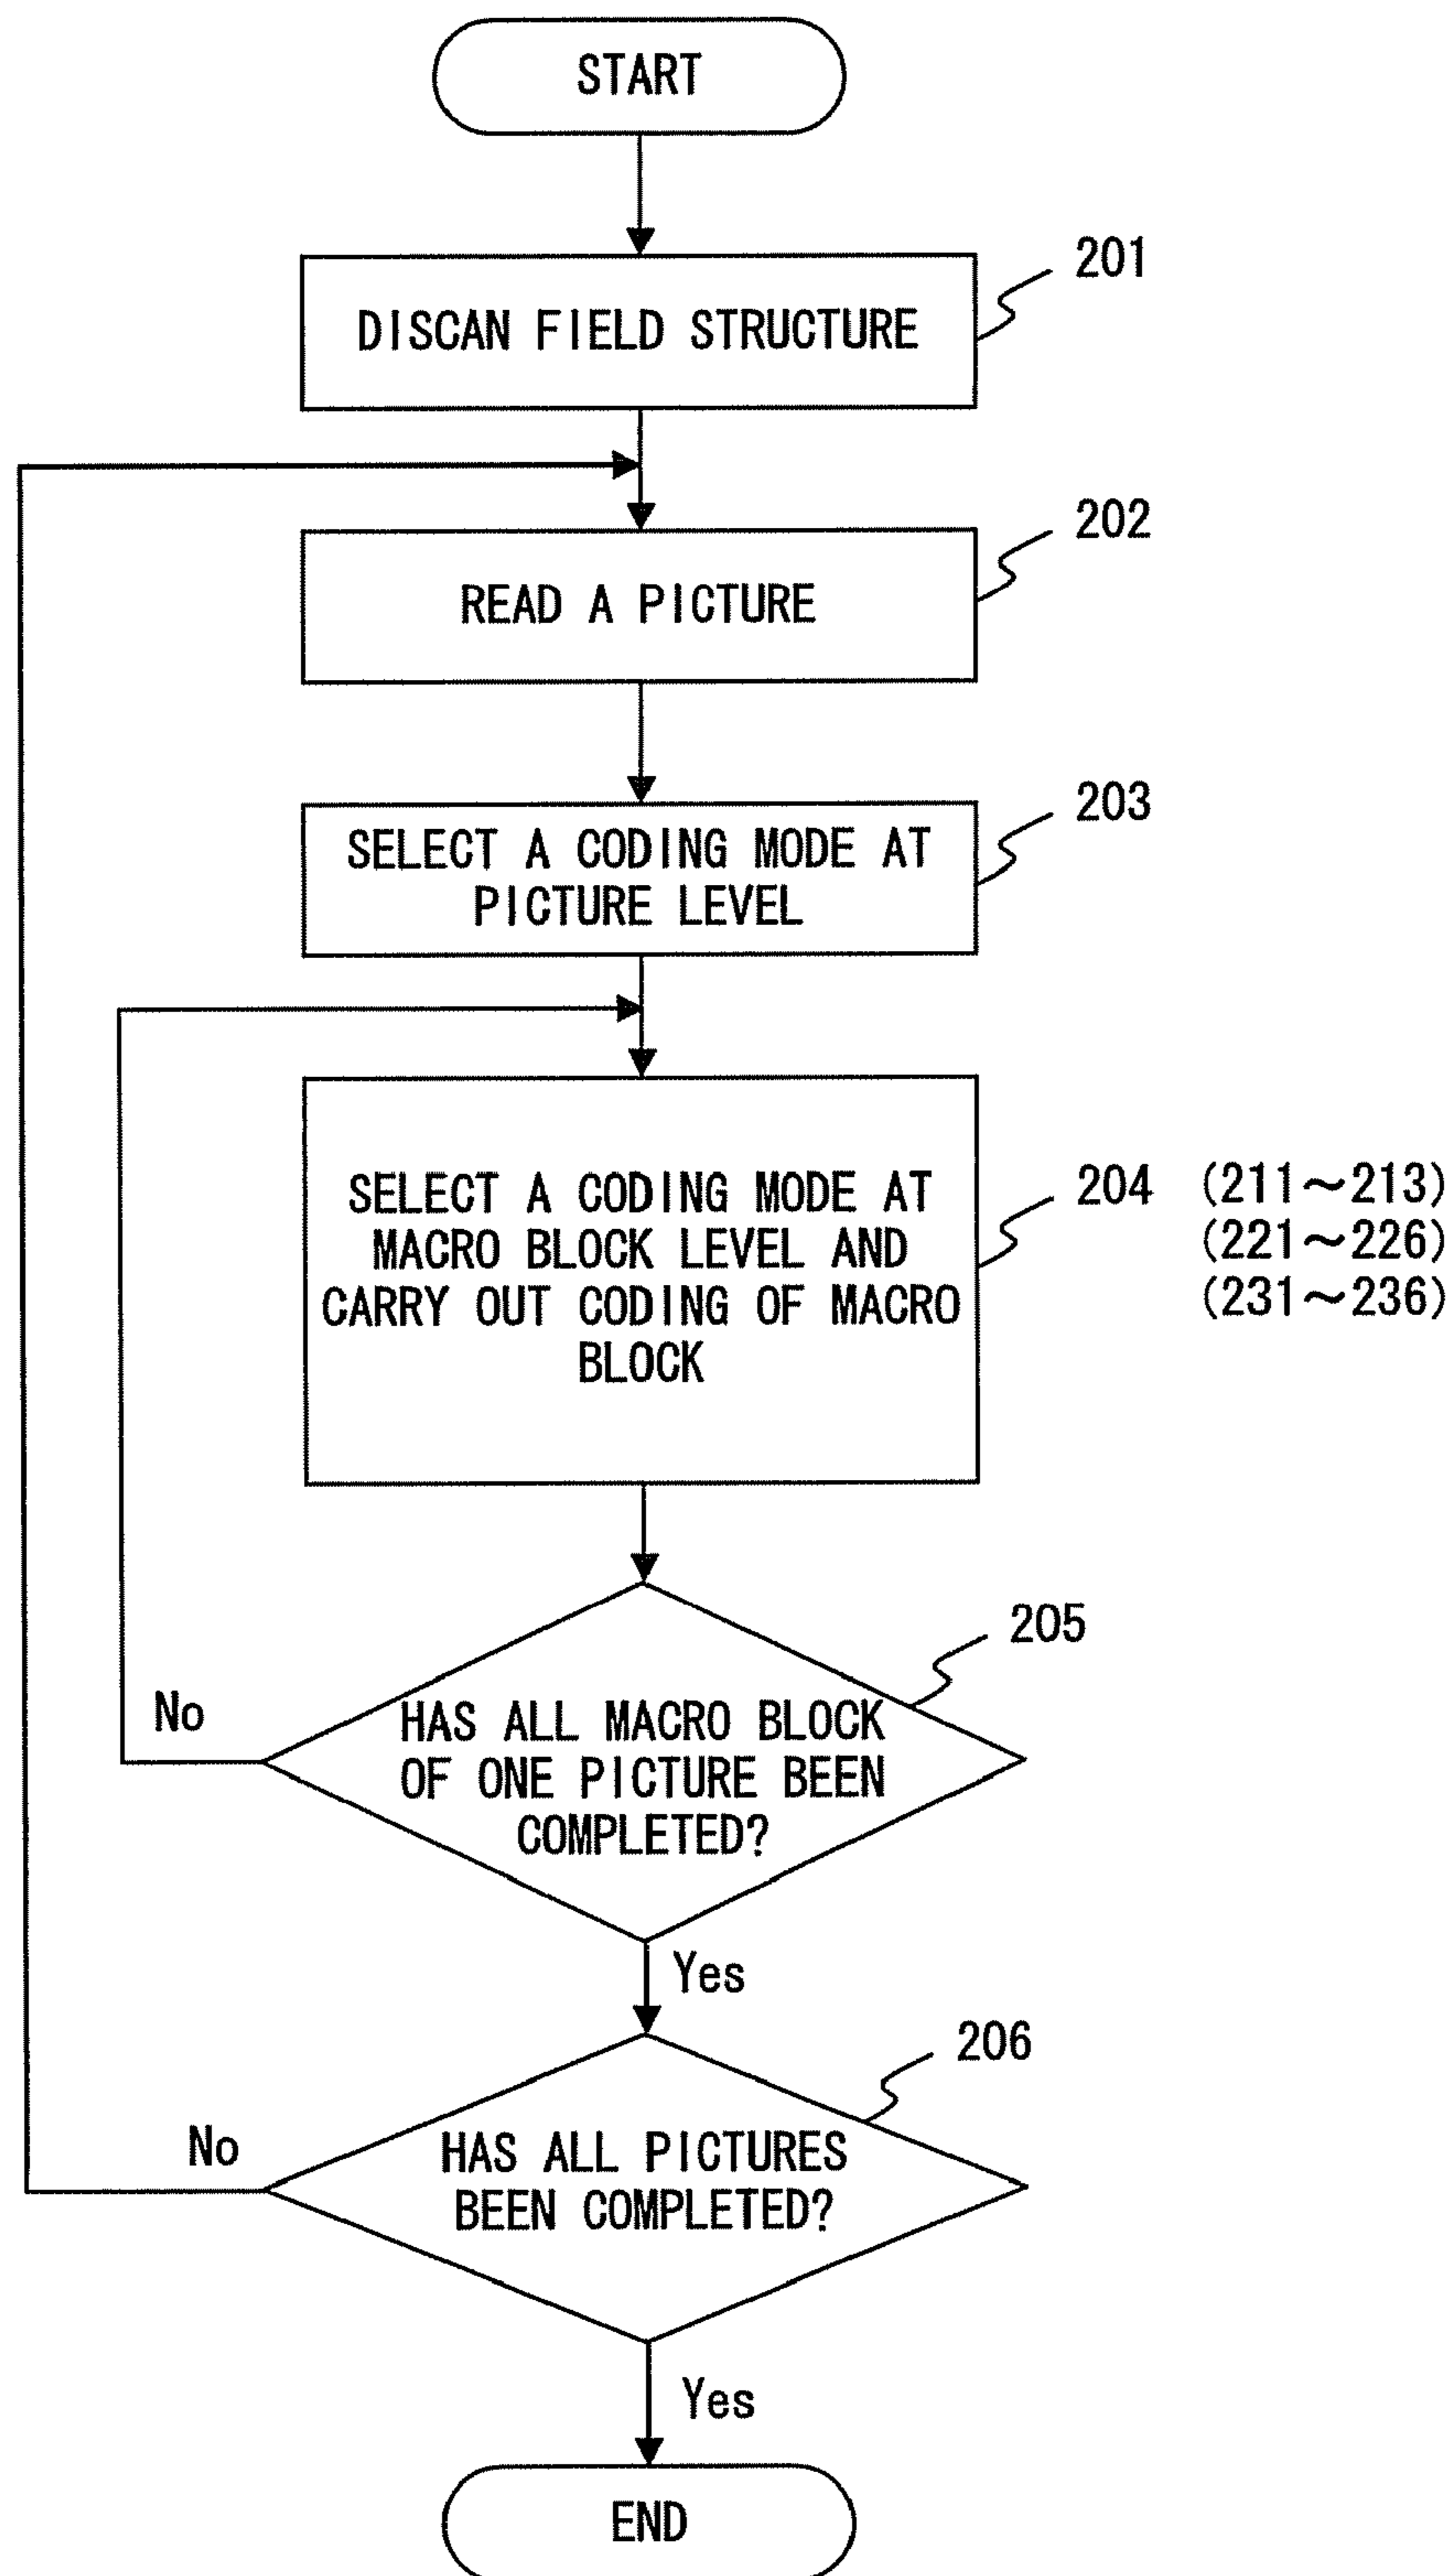 START
DISCAN FIELD STRUCTURE
201
READ A PICTURE
202
SELECT A CODING MODE AT
PICTURE LEVEL
203
SELECT A CODING MODE AT
MACRO BLOCK LEVEL AND
CARRY OUT CODING OF MACRO
BLOCK
204 (211~213)
(221~226)
(231~236)
205
HAS ALL MACRO BLOCK
OF ONE PICTURE BEEN
COMPLETED?
No
Yes
206
HAS ALL PICTURES
BEEN COMPLETED?
No
Yes
END